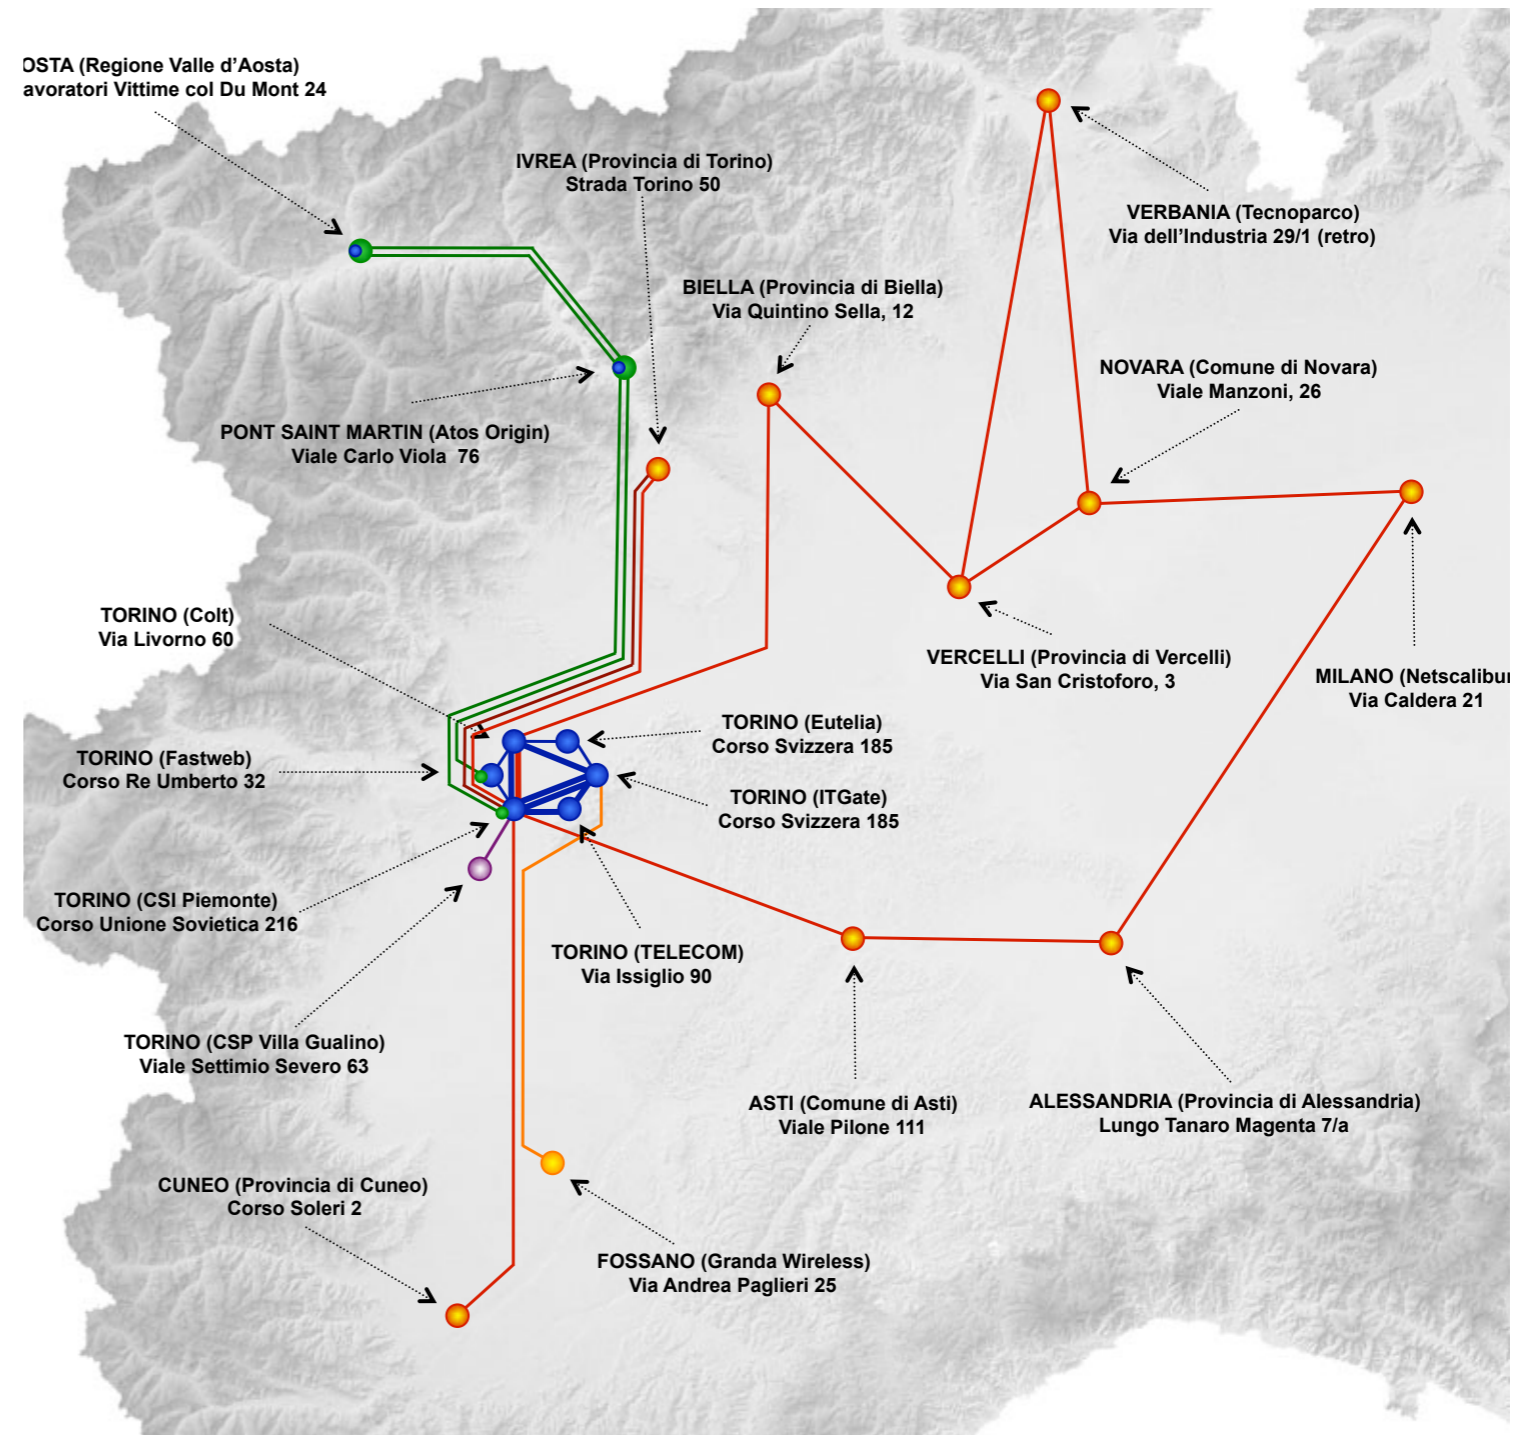 OSTA (Regione Valle d’Aosta)
avoratori Vittime col Du Mont 24
IVREA (Provincia di Torino)
Strada Torino 50
VERBANIA (Tecnoparco)
Via dell’Industria 29/1 (retro)
BIELLA (Provincia di Biella)
Via Quintino Sella, 12
NOVARA (Comune di Novara)
Viale Manzoni, 26
PONT SAINT MARTIN (Atos Origin)
Viale Carlo Viola 76
TORINO (Colt)
Via Livorno 60
VERCELLI (Provincia di Vercelli)
Via San Cristoforo, 3
MILANO (Netscalibur
Via Caldera 21
TORINO (Eutelia)
Corso Svizzera 185
TORINO (Fastweb)
Corso Re Umberto 32
TORINO (ITGate)
Corso Svizzera 185
TORINO (CSI Piemonte)
Corso Unione Sovietica 216
TORINO (TELECOM)
Via Issiglio 90
TORINO (CSP Villa Gualino)
Viale Settimio Severo 63
ASTI (Comune di Asti)
Viale Pilone 111
ALESSANDRIA (Provincia di Alessandria)
Lungo Tanaro Magenta 7/a
CUNEO (Provincia di Cuneo)
Corso Soleri 2
FOSSANO (Granda Wireless)
Via Andrea Paglieri 25